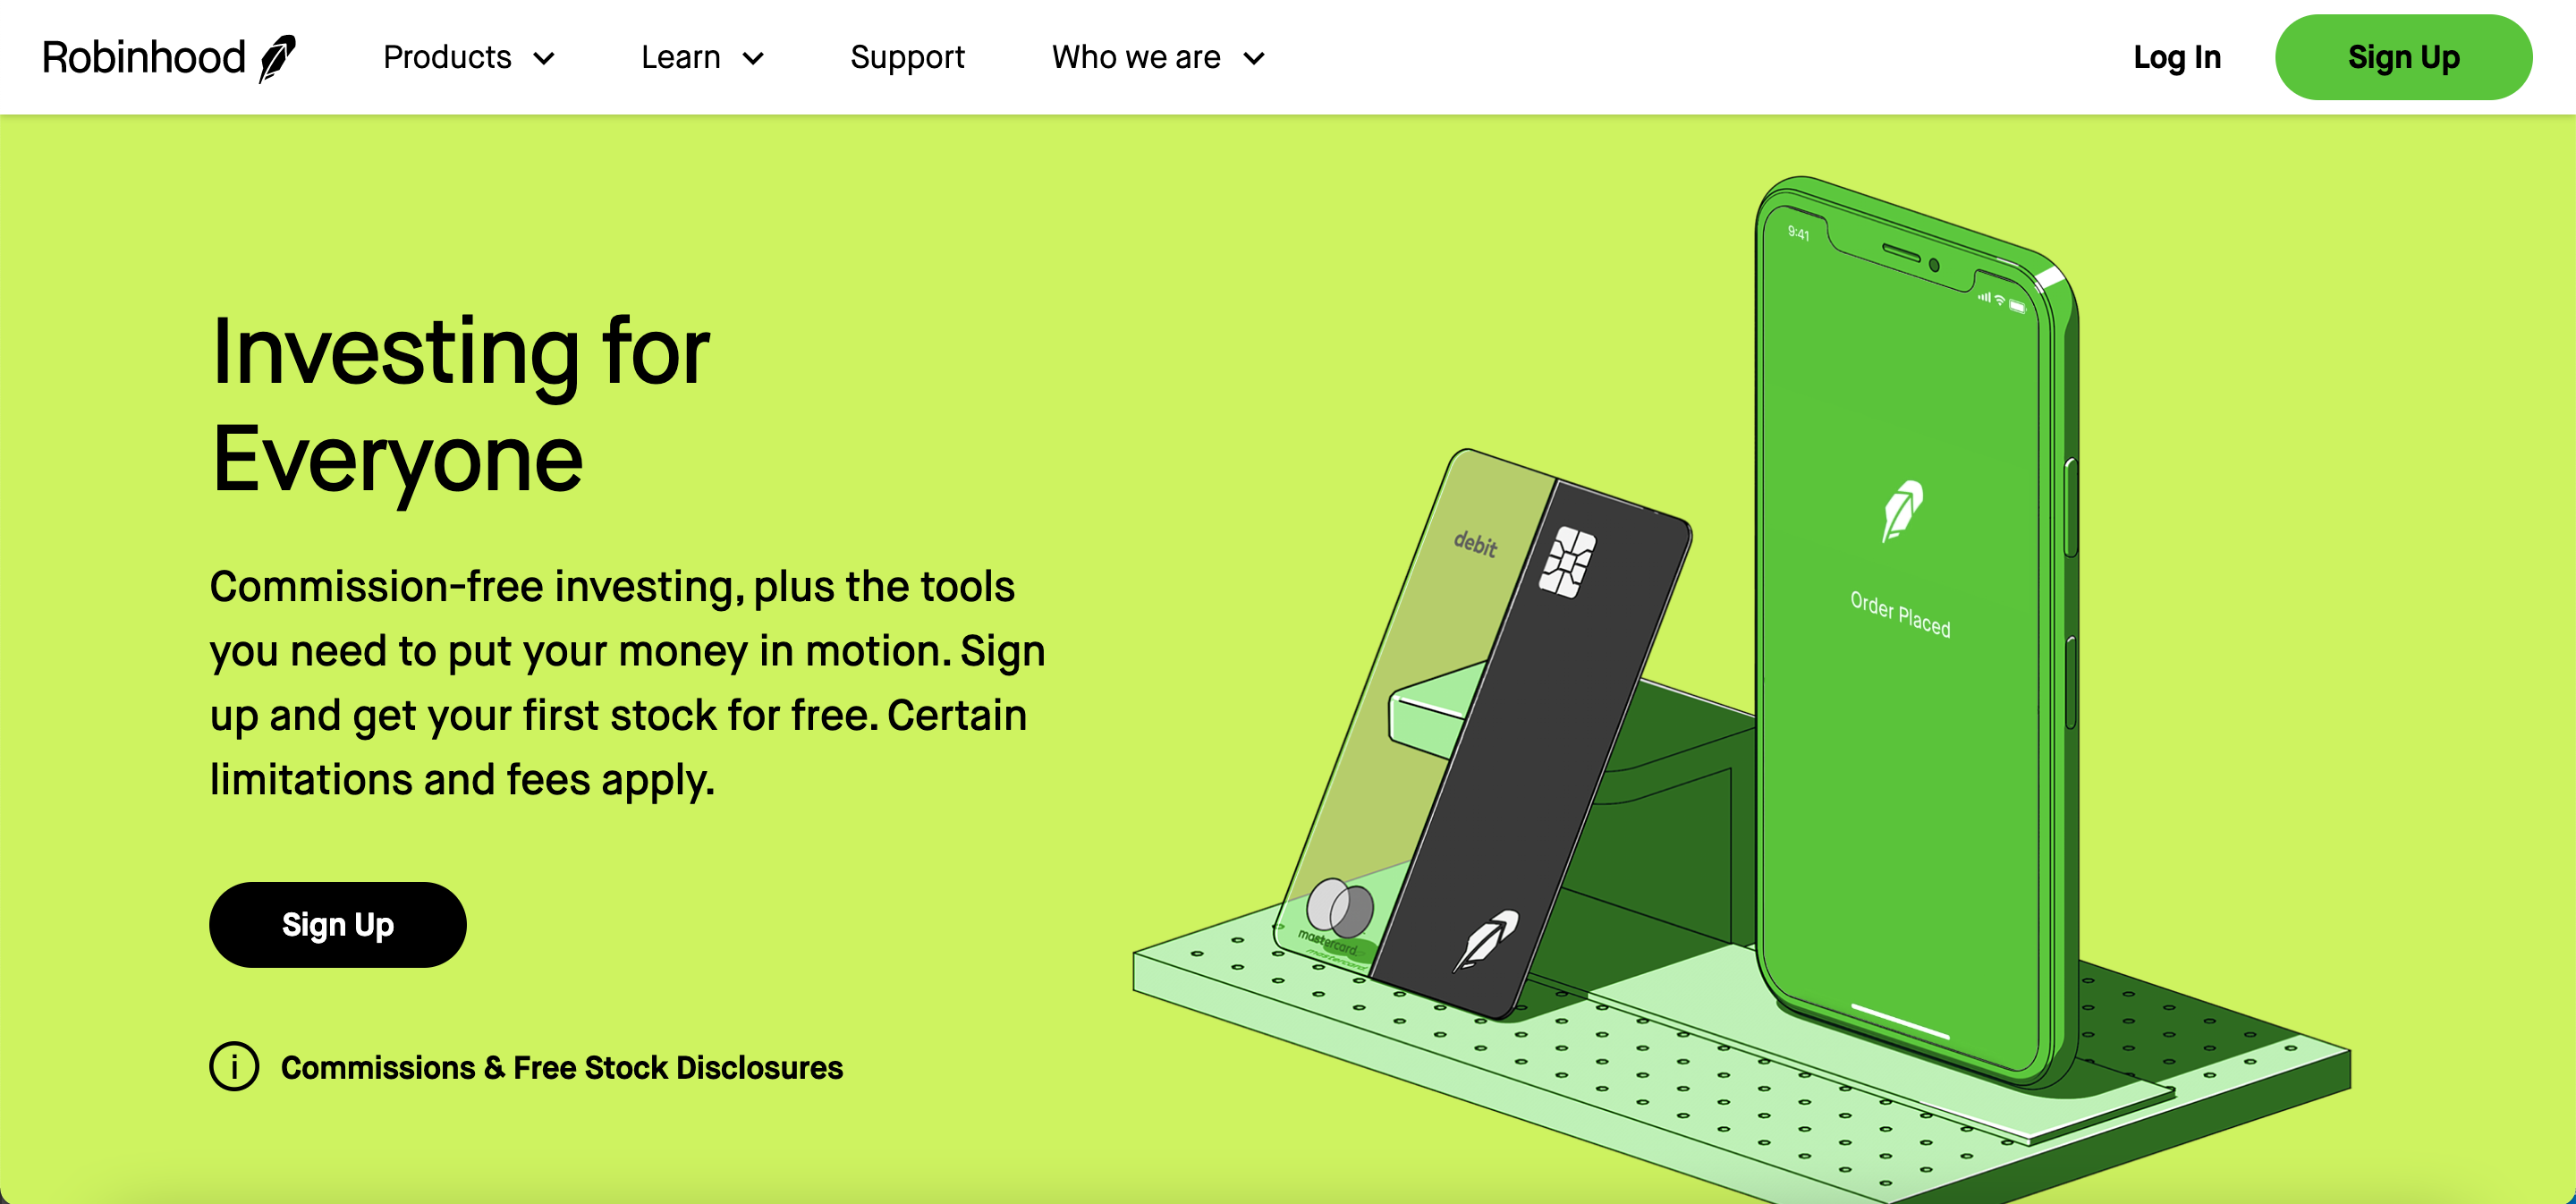 Robinhood
Products
Learn
Support
Who we are
Log In
Sign Up
Investing for
Everyone
Commission-free investing, plus the tools
you need to put your money in motion. Sign
up and get your first stock for free. Certain
limitations and fees apply.
Sign Up
i
Commissions & Free Stock Disclosures
debit
mastercard
mastercard
9:41
Order Placed